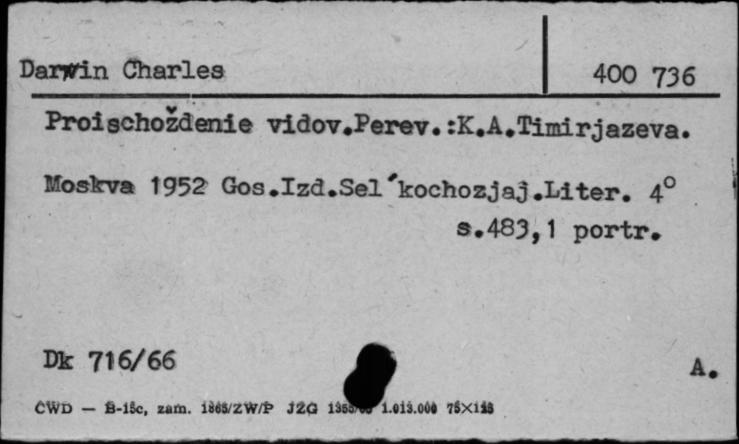 Darwin Charles
400 736
Proischoždenie vidov.Perev.:K.A.Timirjazeva.
Moskva 1952 Gos.Izd.Sel´kochozjaj.Liter. 4°
s.483,1 portr.
Dk 716/66
A.
CWD — B-15c, zam. 1865/ZW/P JZG 1.013.000 75×125